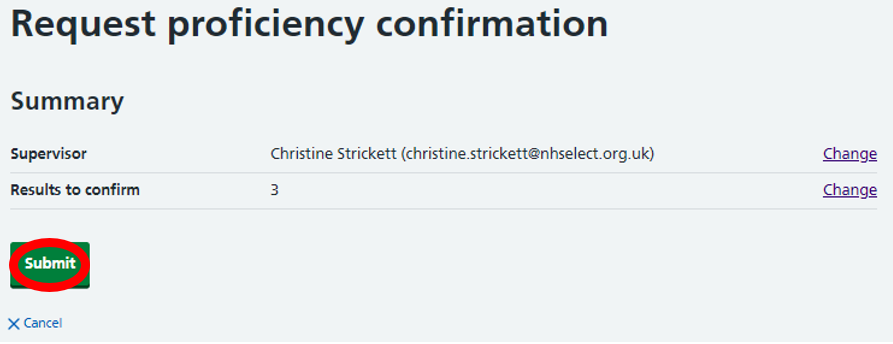 Request proficiency confirmation
Summary
Supervisor Christine Strickett (christine.strickett@nhselect.org.uk) Change
Results to confirm 3 Change
Submit
Cancel